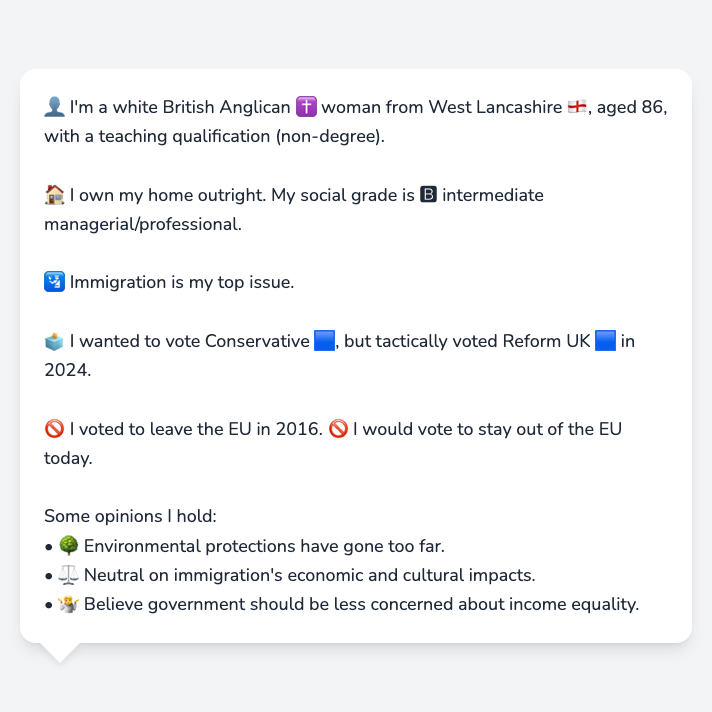 👤 I'm a white British Anglican ✝️ woman from West Lancashire 🏴󠁧󠁢󠁥󠁮󠁧󠁿, aged 86,
with a teaching qualification (non-degree).
🏠 I own my home outright. My social grade is 🅱 intermediate
managerial/professional.
🛂 Immigration is my top issue.
🗳️ I wanted to vote Conservative 🟦, but tactically voted Reform UK 🟦 in
2024.
🚫 I voted to leave the EU in 2016. 🚫 I would vote to stay out of the EU
today.
Some opinions I hold:
• 🌳 Environmental protections have gone too far.
• ⚖️ Neutral on immigration's economic and cultural impacts.
• 🤷 Believe government should be less concerned about income equality.